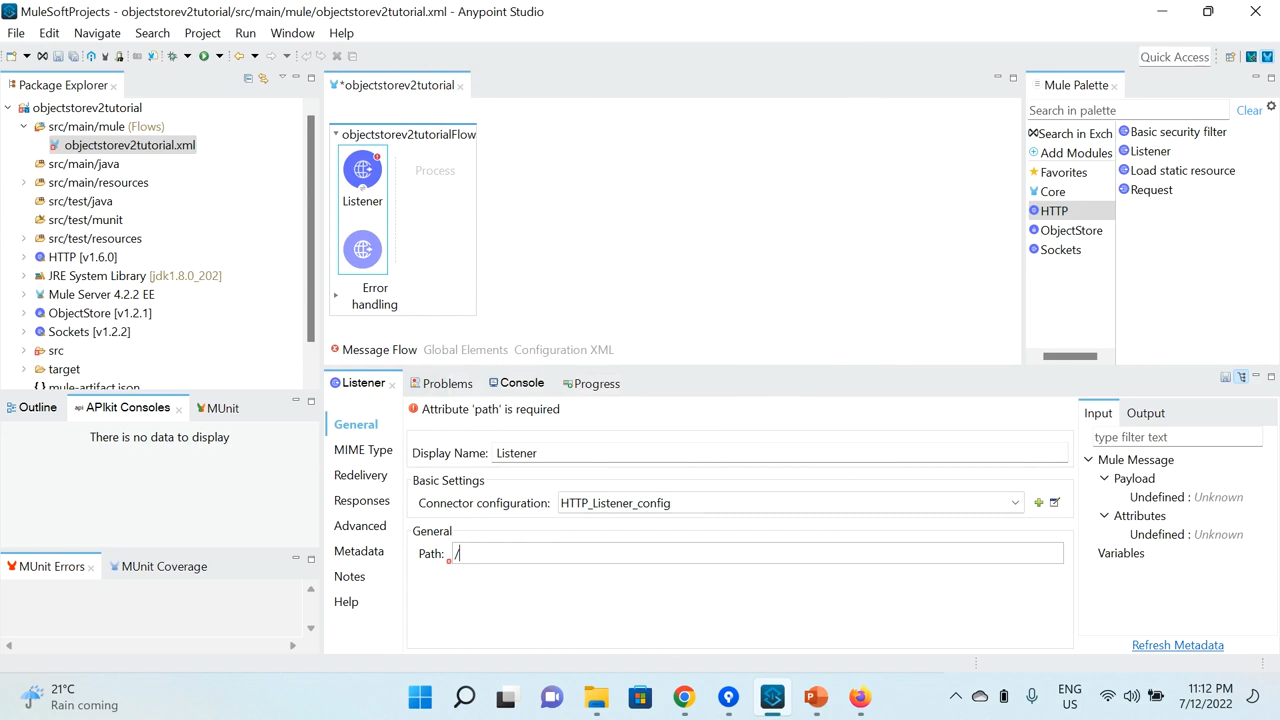 MuleSoftProjects - objectstorev2tutorial/src/main/mule/objectstorev2tutorial.xml - Anypoint Studio
File Edit Navigate Search Project Run Window Help
Quick Access
Package Explorer
objectstorev2tutorial
src/main/mule (Flows)
objectstorev2tutorial.xml
src/main/java
src/main/resources
src/test/java
src/test/munit
src/test/resources
HTTP [v1.6.0]
JRE System Library [jdk1.8.0_202]
Mule Server 4.2.2 EE
ObjectStore [v1.2.1]
Sockets [v1.2.2]
src
target
mule-artifact.json
*objectstorev2tutorial
objectstorev2tutorialFlow
Listener
Process
Error
handling
Message Flow Global Elements Configuration XML
Mule Palette
Search in palette
Clear
Search in Exch
Add Modules
Favorites
Core
HTTP
ObjectStore
Sockets
Basic security filter
Listener
Load static resource
Request
Outline
APIkit Consoles
MUnit
There is no data to display
MUnit Errors
MUnit Coverage
Listener
Problems
Console
Progress
General
MIME Type
Redelivery
Responses
Advanced
Metadata
Notes
Help
Attribute 'path' is required
Display Name: Listener
Basic Settings
Connector configuration: HTTP_Listener_config
General
Path: /
Input
Output
type filter text
Mule Message
Payload
Undefined : Unknown
Attributes
Undefined : Unknown
Variables
Refresh Metadata
21°C
Rain coming
ENG
US
11:12 PM
7/12/2022